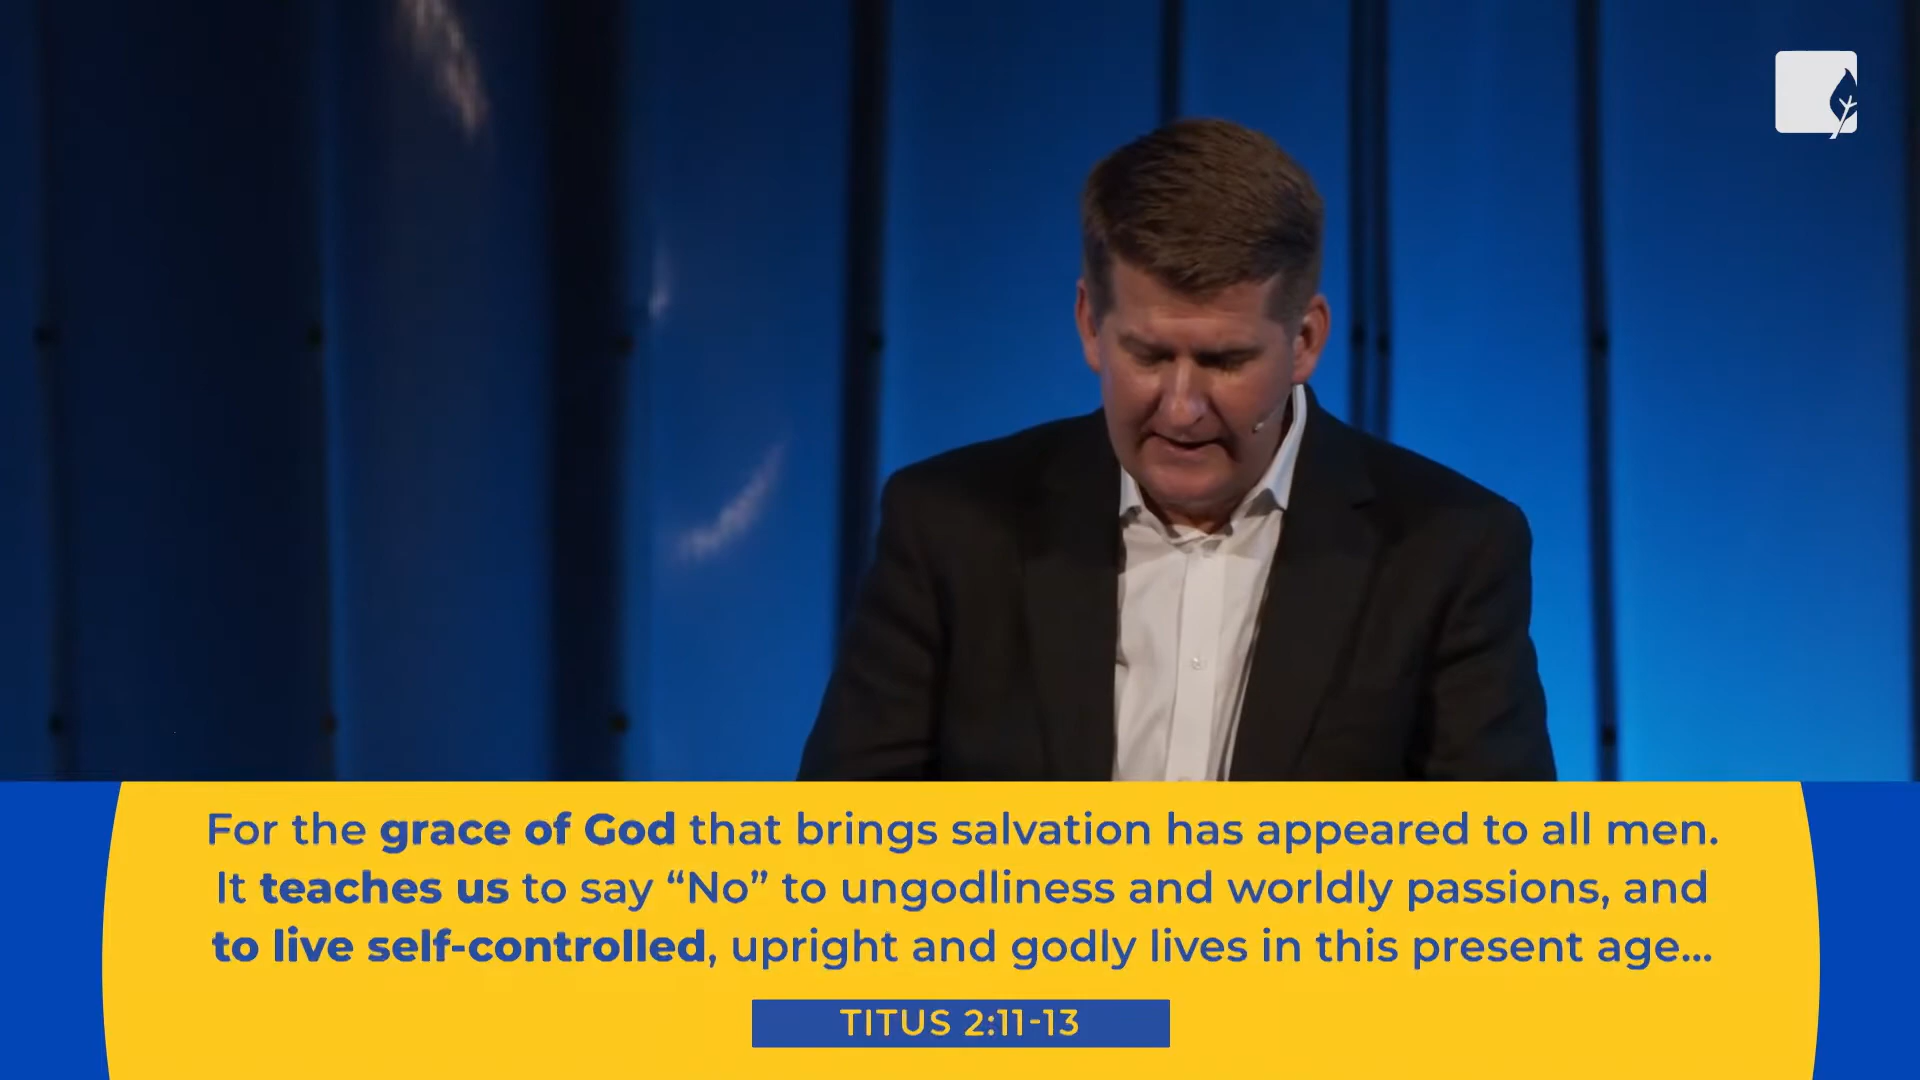 For the grace of God that brings salvation has appeared to all men.
It teaches us to say “No” to ungodliness and worldly passions, and
to live self-controlled, upright and godly lives in this present age...
TITUS 2:11-13